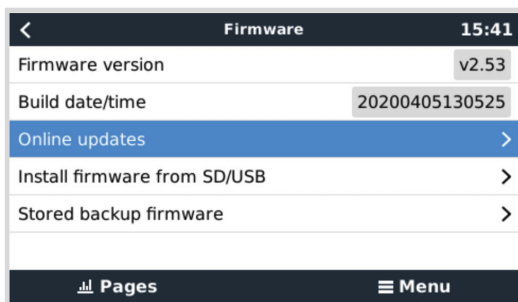 Firmware 15:41
Firmware version v2.53
Build date/time 20200405130525
Online updates
Install firmware from SD/USB
Stored backup firmware
Pages Menu